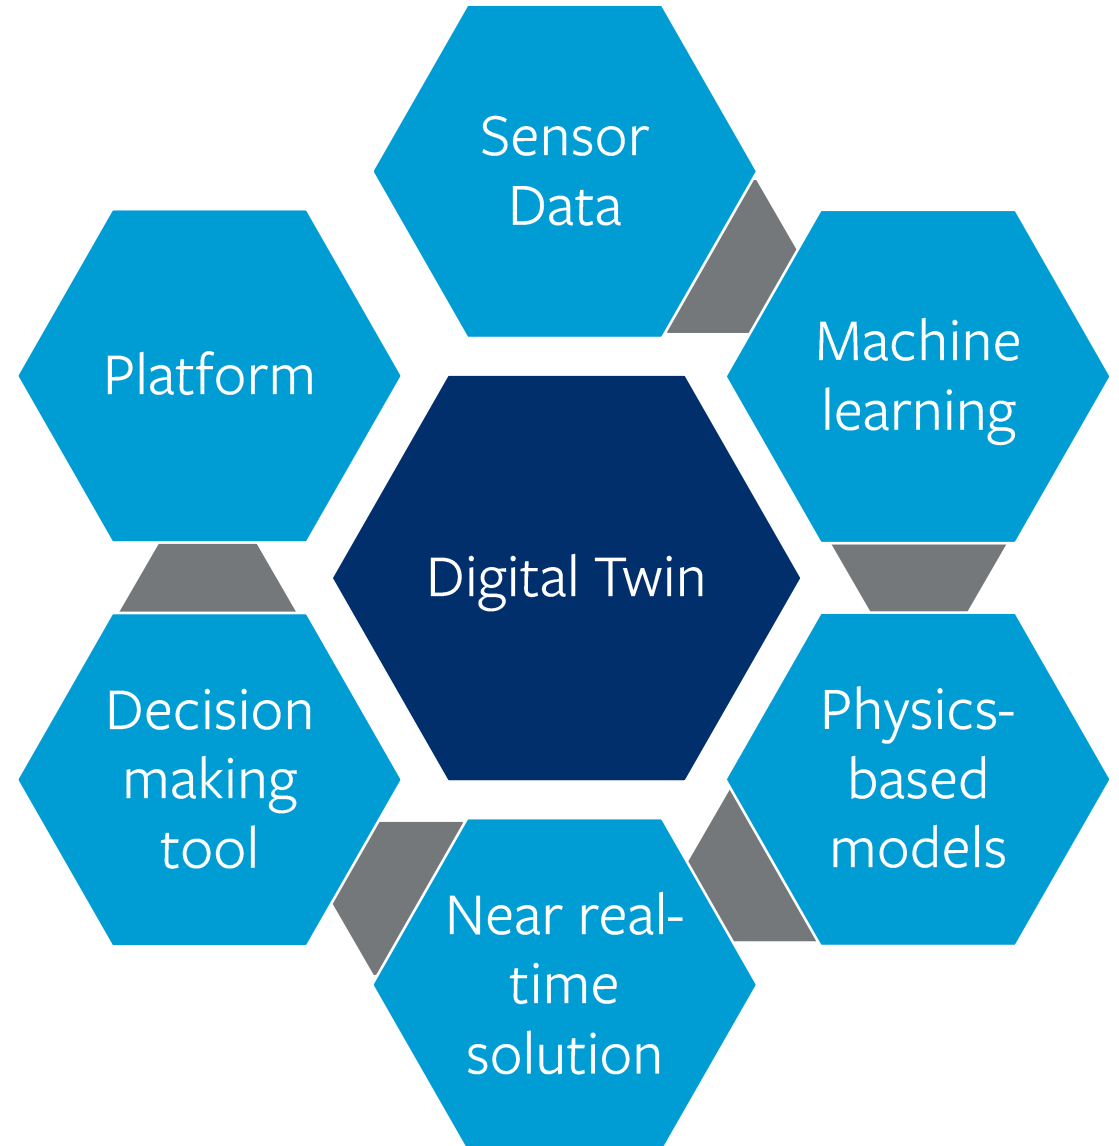 Sensor
Data
Machine
learning
Physics-
based
models
Near real-
time
solution
Decision
making
tool
Platform
Digital Twin